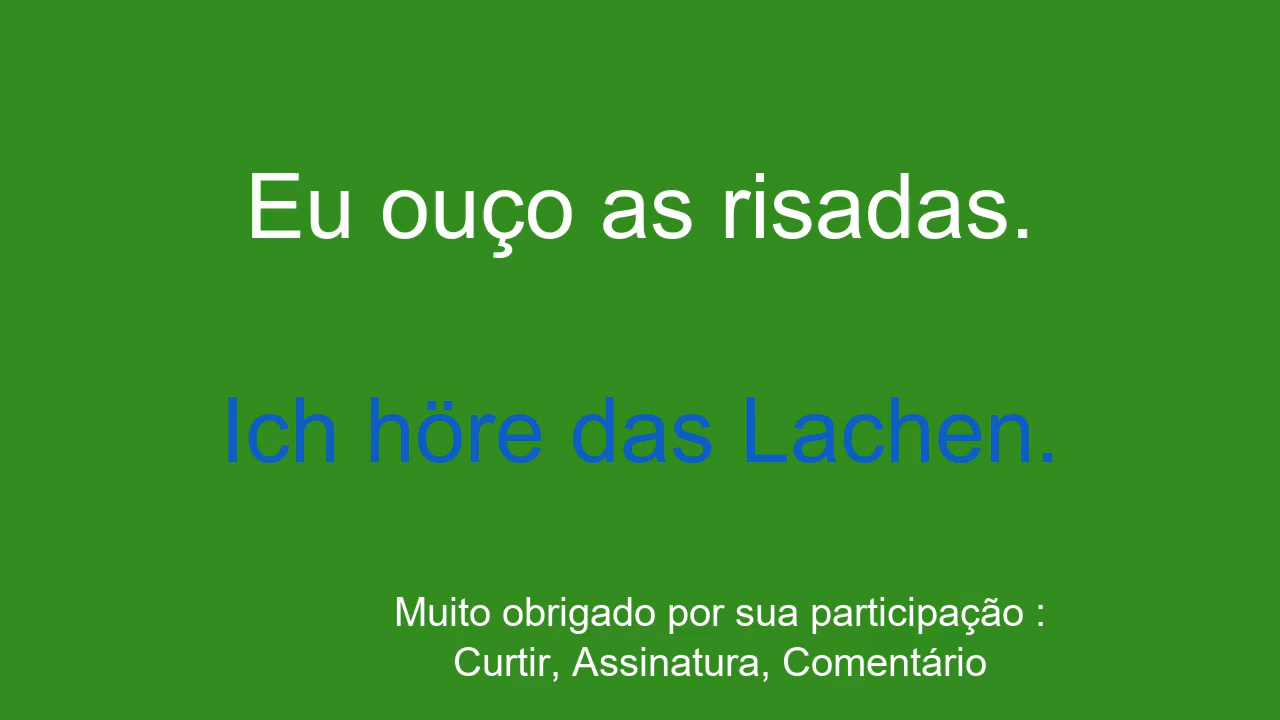 Eu ouço as risadas.
Ich höre das Lachen.
Muito obrigado por sua participação :
Curtir, Assinatura, Comentário